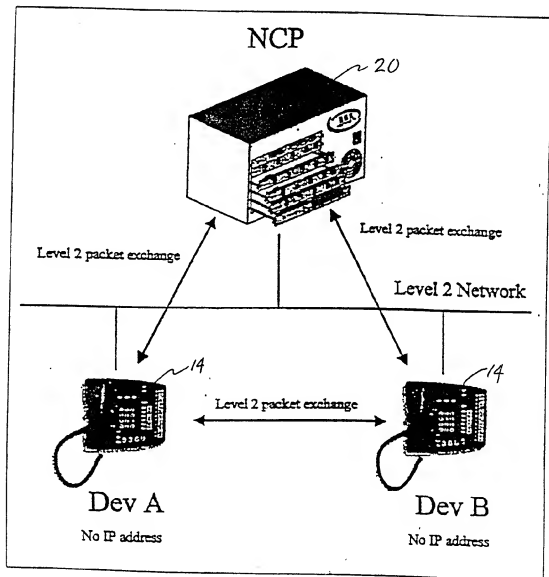 NCP
20
Level 2 packet exchange
Level 2 packet exchange
Level 2 Network
14
14
Level 2 packet exchange
Dev A
Dev B
No IP address
No IP address